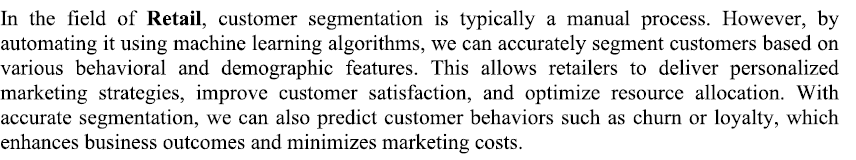 In the field of Retail, customer segmentation is typically a manual process. However, by
automating it using machine learning algorithms, we can accurately segment customers based on
various behavioral and demographic features. This allows retailers to deliver personalized
marketing strategies, improve customer satisfaction, and optimize resource allocation. With
accurate segmentation, we can also predict customer behaviors such as churn or loyalty, which
enhances business outcomes and minimizes marketing costs.